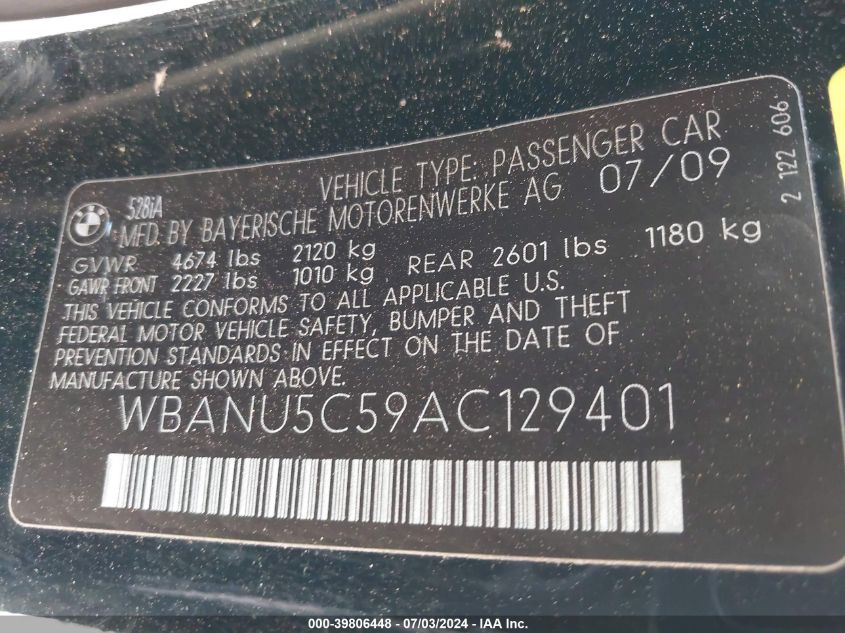 528iA
VEHICLE TYPE: PASSENGER CAR
MFD. BY BAYERISCHE MOTORENWERKE AG 07/09
GVWR 4674 lbs 2120 kg
GAWR FRONT 2227 lbs 1010 kg REAR 2601 lbs 1180 kg
THIS VEHICLE CONFORMS TO ALL APPLICABLE U.S.
FEDERAL MOTOR VEHICLE SAFETY, BUMPER AND THEFT
PREVENTION STANDARDS IN EFFECT ON THE DATE OF
MANUFACTURE SHOWN ABOVE.
WBANU5C59AC129401
2 122 606
000-39806448 - 07/03/2024 - COPYRIGHT © IAA, LLC.